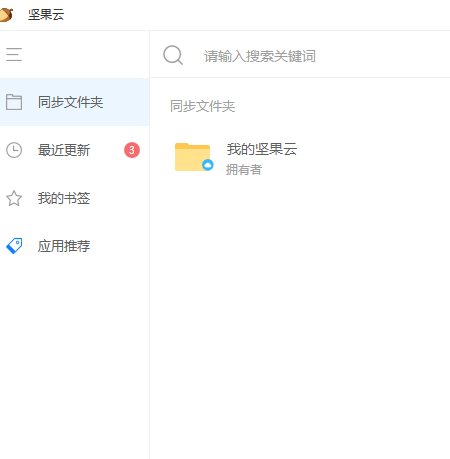 坚果云
请输入搜索关键词
同步文件夹
最近更新
3
我的书签
应用推荐
同步文件夹
我的坚果云
拥有者